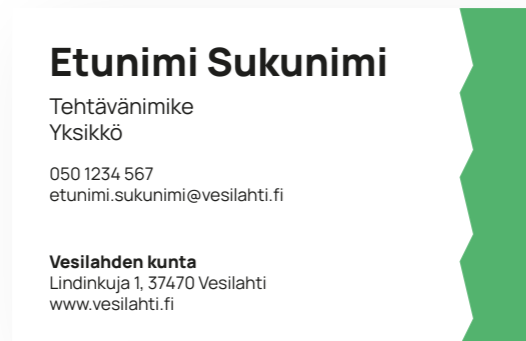 Etunimi Sukunimi
Tehtävänimike
Yksikkö
050 1234 567
etunimi.sukunimi@vesilahti.fi
Vesilahden kunta
Lindinkuja 1, 37470 Vesilahti
www.vesilahti.fi